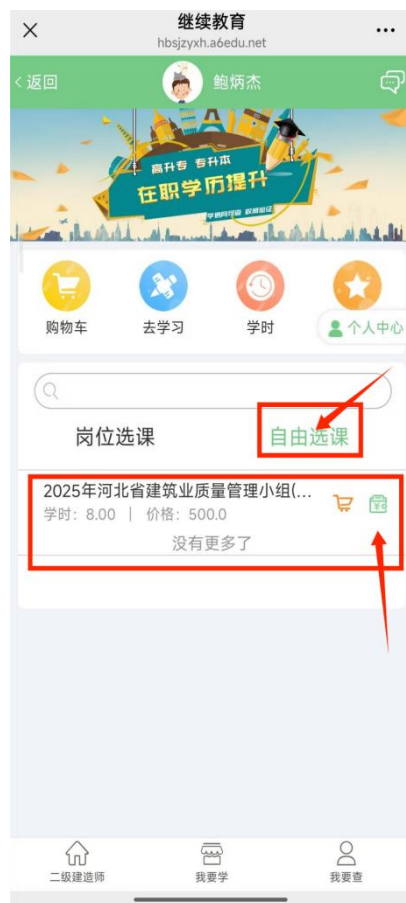 继续教育
hbsjzyxh.a6edu.net
返回
鲍炳杰
高升专 专升本
在职学历提升
购物车
去学习
学时
个人中心
岗位选课
自由选课
2025年河北省建筑业质量管理小组(...
学时: 8.00 | 价格: 500.0
没有更多了
二级建造师
我要学
我要查